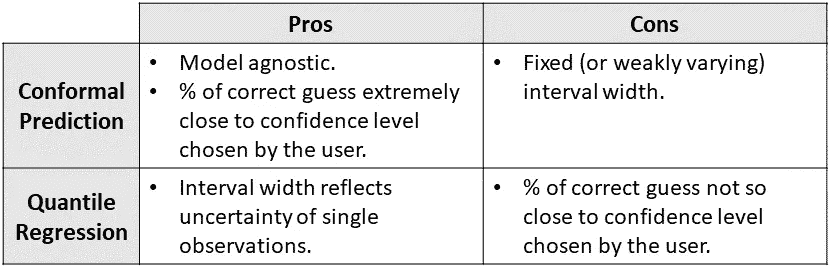 Pros
Cons
Conformal
Prediction
• Model agnostic.
• % of correct guess extremely
close to confidence level
chosen by the user.
• Fixed (or weakly varying)
interval width.
Quantile
Regression
• Interval width reflects
uncertainty of single
observations.
• % of correct guess not so
close to confidence level
chosen by the user.